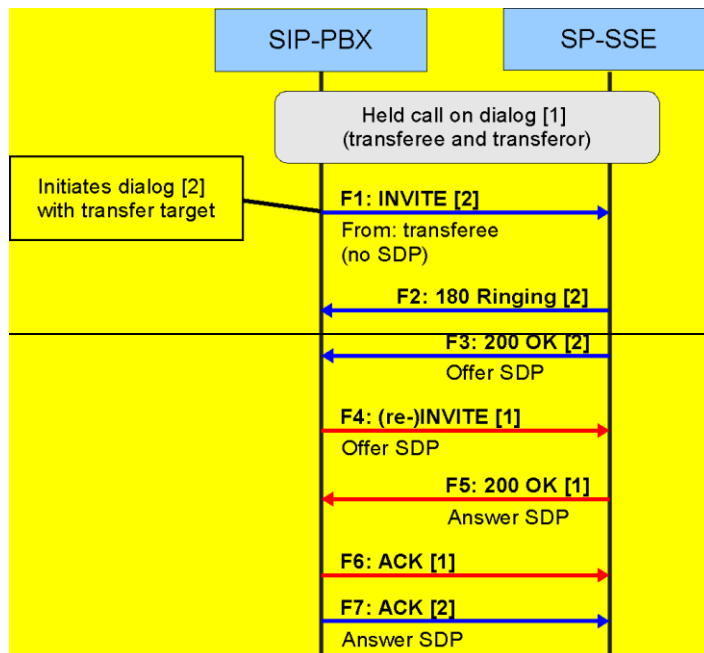 SIP-PBX
SP-SSE
Held call on dialog [1]
(transferee and transferor)
Initiates dialog [2]
with transfer target
F1: INVITE [2]
From: transferee
(no SDP)
F2: 180 Ringing [2]
F3: 200 OK [2]
Offer SDP
F4: (re-)INVITE [1]
Offer SDP
F5: 200 OK [1]
Answer SDP
F6: ACK [1]
F7: ACK [2]
Answer SDP